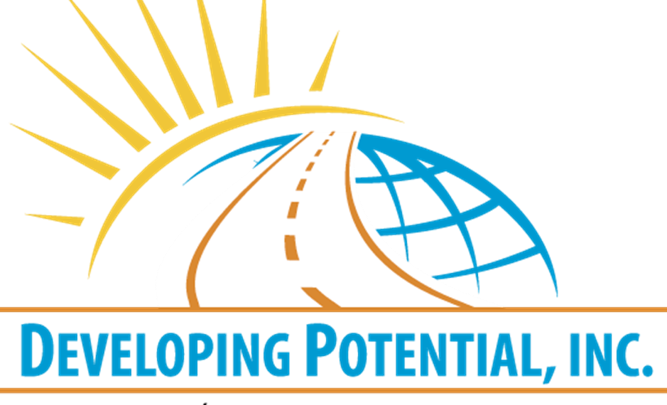 DEVELOPING POTENTIAL, INC.